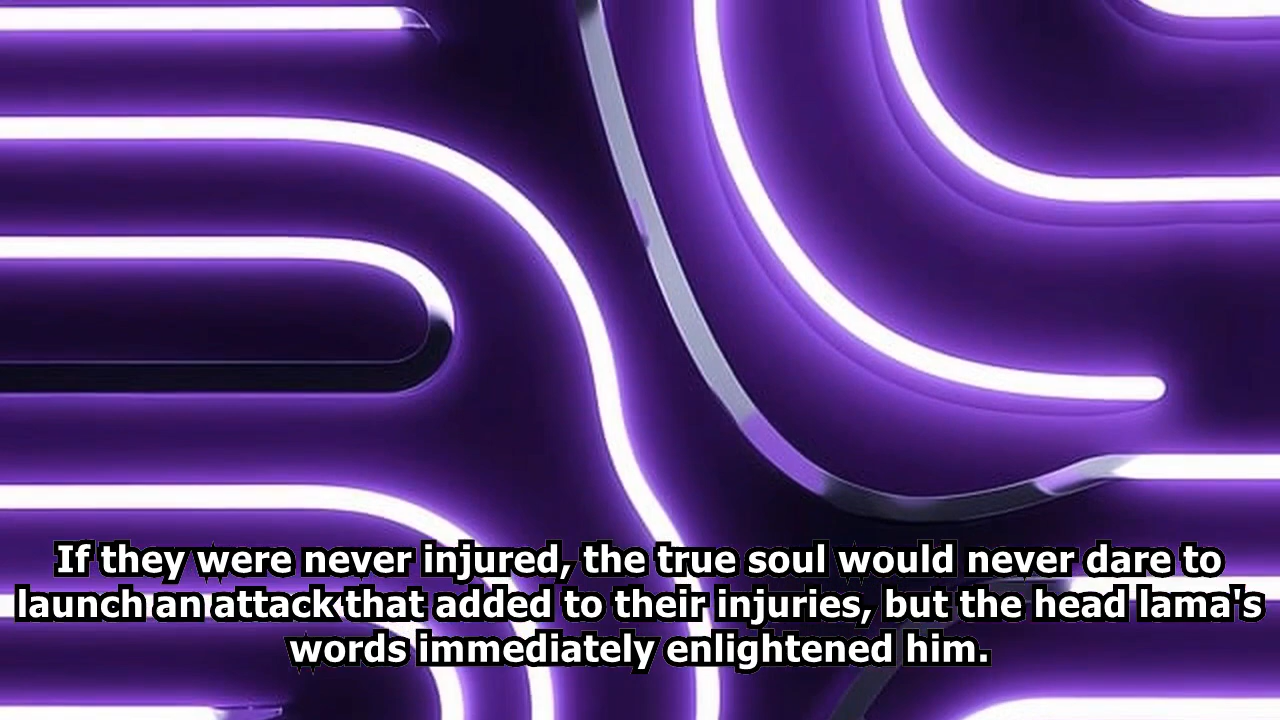 If they were never injured, the true soul would never dare to
launch an attack that added to their injuries, but the head lama's
words immediately enlightened him.